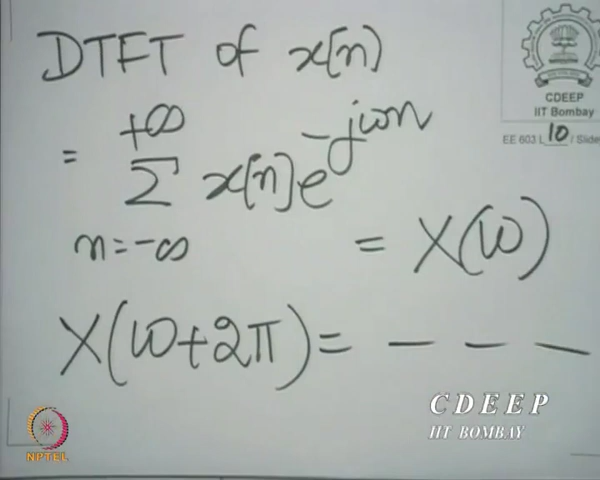 DTFT of x[n]
CDEEP
IIT Bombay
EE 603 L 10 / Slide
+∞
= Σ x[n] e^{-jωn}
n = -∞
= X(ω)
X(ω+2π) = - - -
CDEEP
IIT BOMBAY
NPTEL